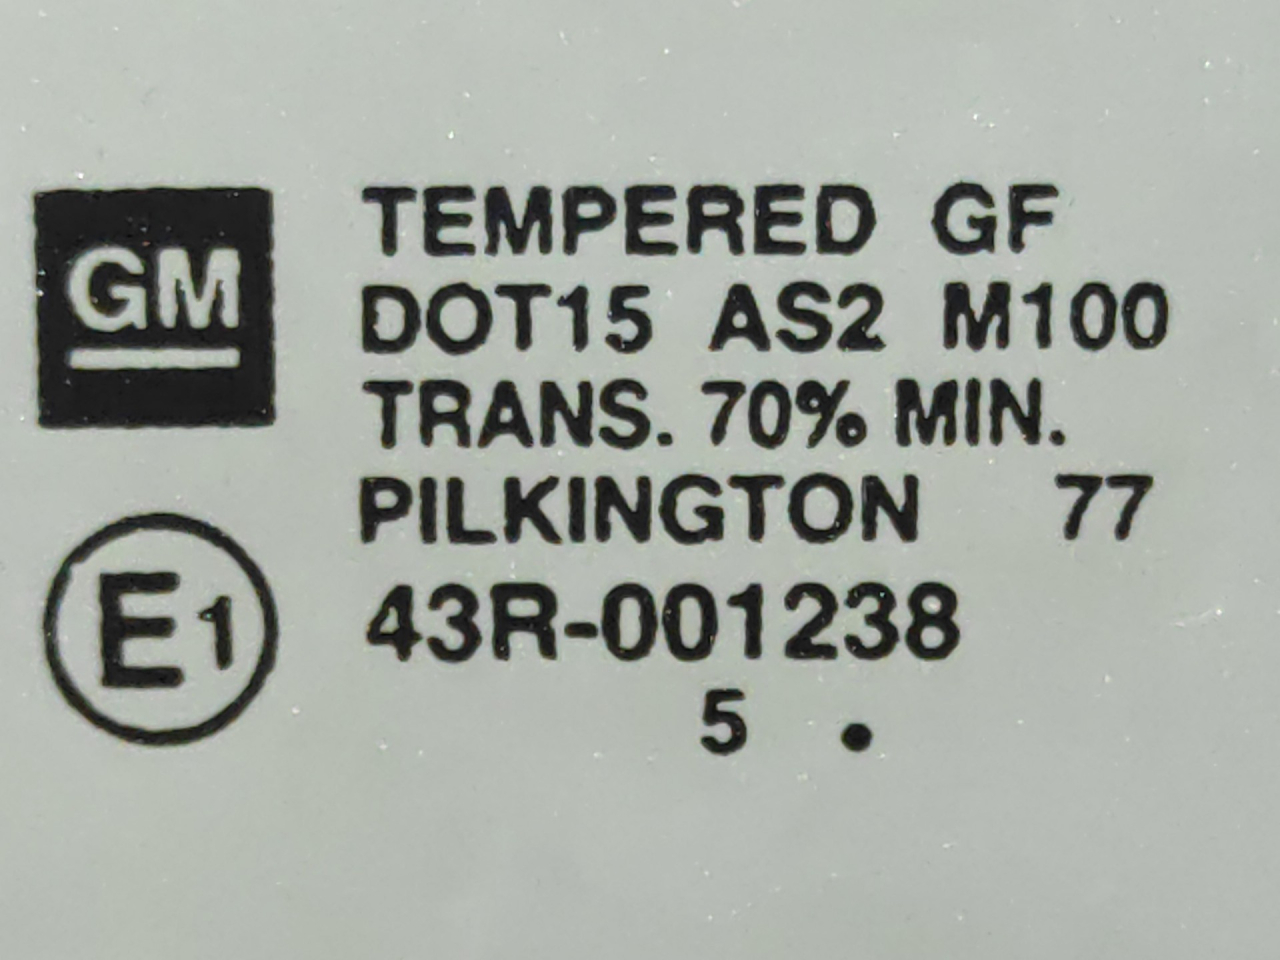 GM
TEMPERED GF
DOT15 AS2 M100
TRANS. 70% MIN.
PILKINGTON 77
E1
43R-001238
5 .